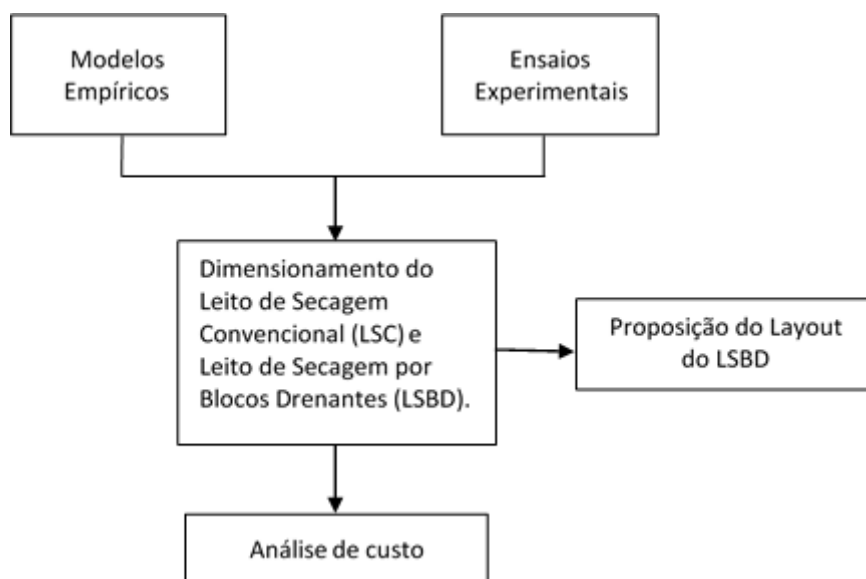 Modelos
Empíricos
Ensaios
Experimentais
Dimensionamento do
Leito de Secagem
Convencional (LSC) e
Leito de Secagem por
Blocos Drenantes (LSBD).
Proposição do Layout
do LSBD
Análise de custo